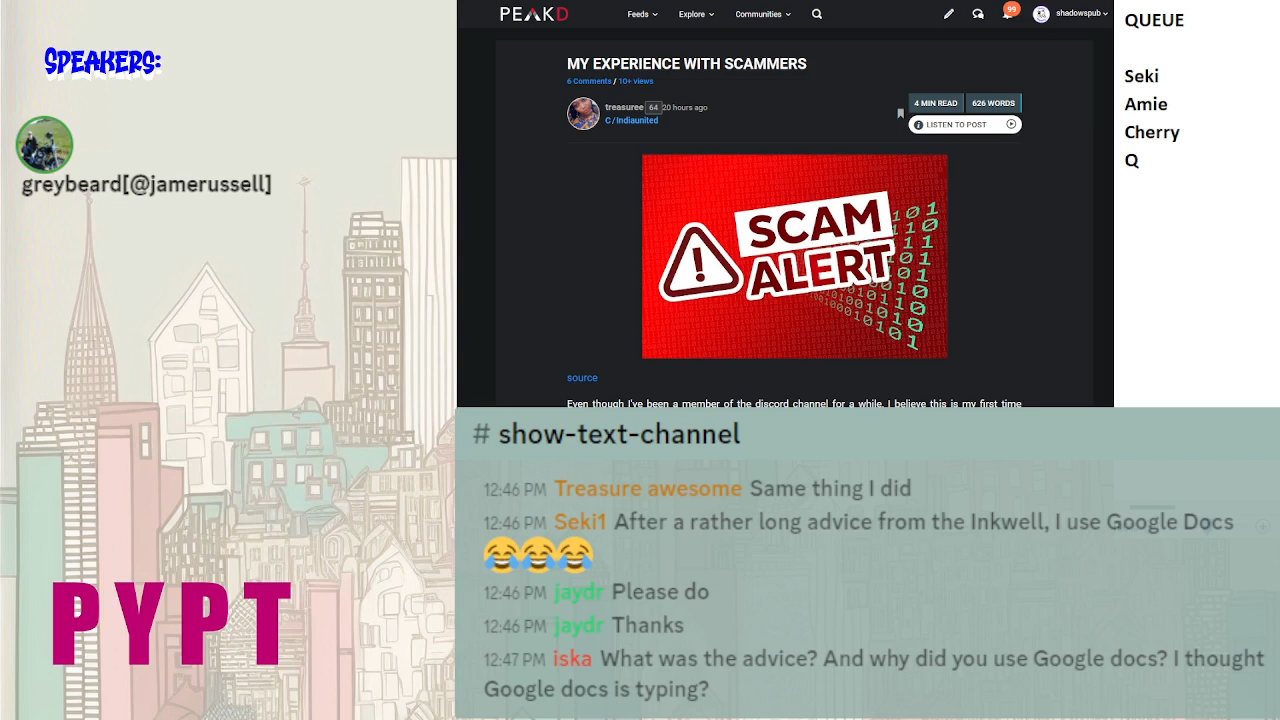 SPEAKERS:
greybeard[@jamerussell]
PYPT
PEAKD
Feeds
Explore
Communities
99
shadowspub
MY EXPERIENCE WITH SCAMMERS
6 Comments / 10+ views
treasuree 64 20 hours ago
C / Indiaunited
4 MIN READ 626 WORDS
LISTEN TO POST
SCAM
ALERT
source
Even though I've been a member of the discord channel for a while, I believe this is my first time
QUEUE
Seki
Amie
Cherry
Q
# show-text-channel
12:46 PM Treasure awesome Same thing I did
12:46 PM Seki1 After a rather long advice from the Inkwell, I use Google Docs
😂😂😂
12:46 PM jaydr Please do
12:46 PM jaydr Thanks
12:47 PM iska What was the advice? And why did you use Google docs? I thought
Google docs is typing?